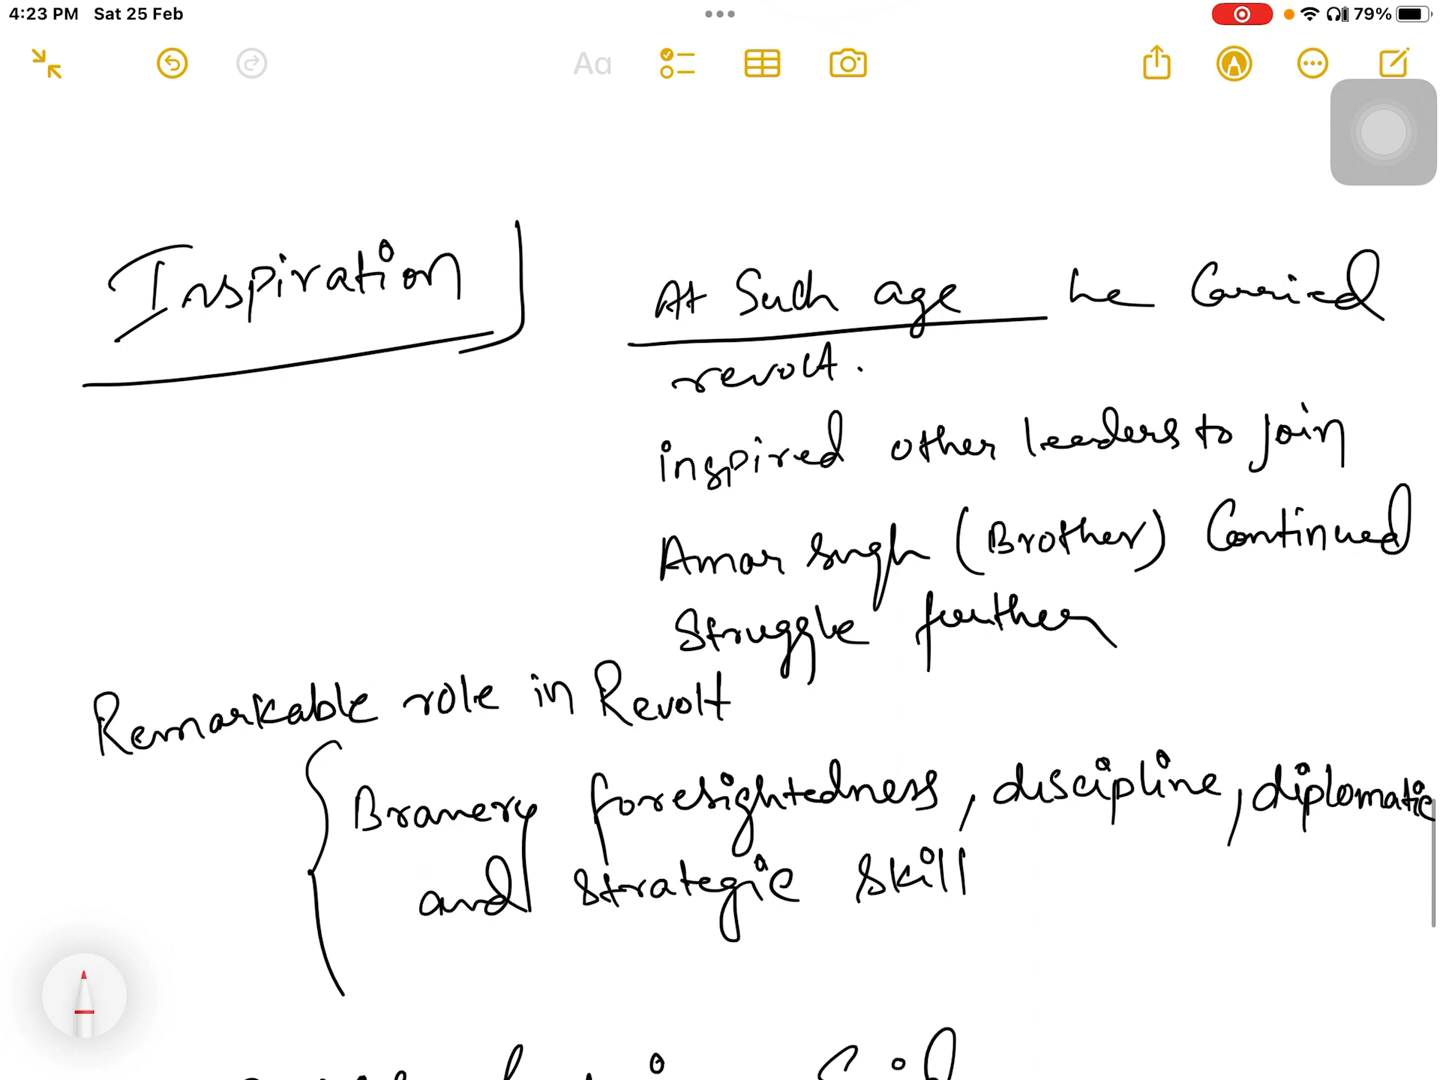 4:23 PM Sat 25 Feb
79%
Aa
Inspiration
At Such age he Carried
revolt.
inspired other leaders to join
Amar Singh (Brother) Continued
Struggle further
Remarkable role in Revolt
Bravery foresightedness, discipline, diplomatic
and strategic skill